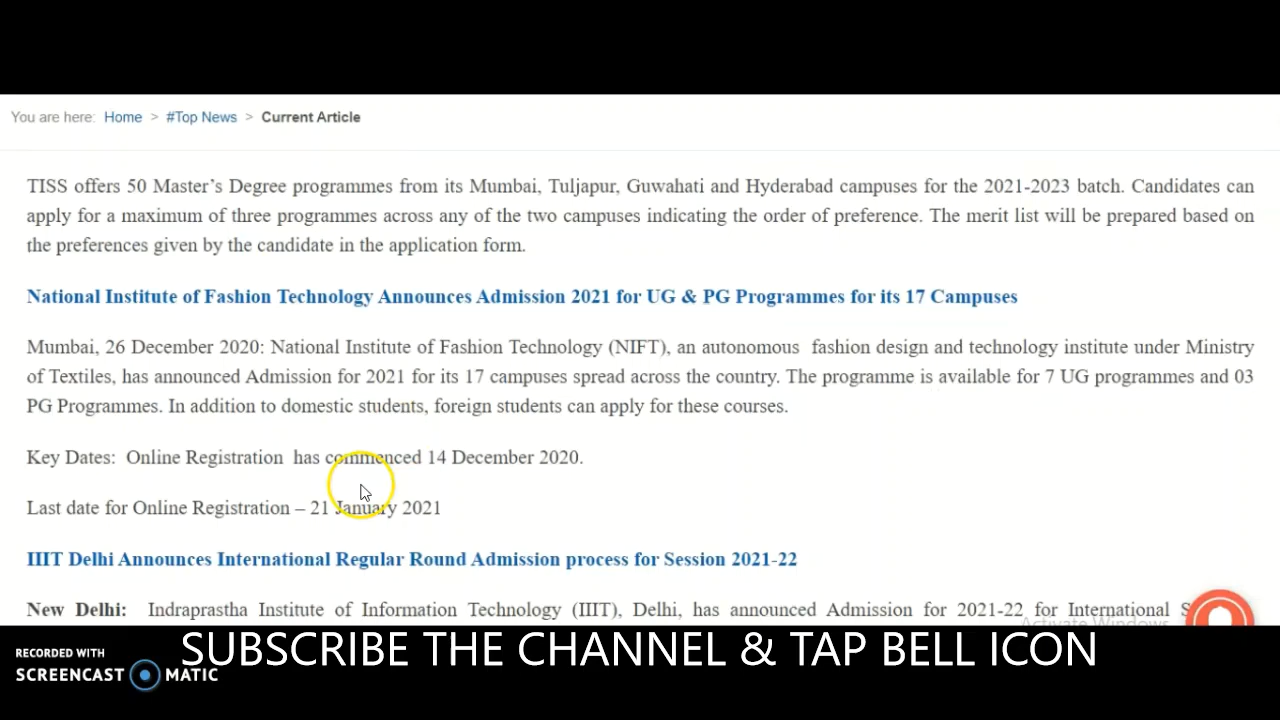 You are here: Home > #Top News > Current Article
TISS offers 50 Master's Degree programmes from its Mumbai, Tuljapur, Guwahati and Hyderabad campuses for the 2021-2023 batch. Candidates can
apply for a maximum of three programmes across any of the two campuses indicating the order of preference. The merit list will be prepared based on
the preferences given by the candidate in the application form.
National Institute of Fashion Technology Announces Admission 2021 for UG & PG Programmes for its 17 Campuses
Mumbai, 26 December 2020: National Institute of Fashion Technology (NIFT), an autonomous fashion design and technology institute under Ministry
of Textiles, has announced Admission for 2021 for its 17 campuses spread across the country. The programme is available for 7 UG programmes and 03
PG Programmes. In addition to domestic students, foreign students can apply for these courses.
Key Dates: Online Registration has commenced 14 December 2020.
Last date for Online Registration – 21 January 2021
IIIT Delhi Announces International Regular Round Admission process for Session 2021-22
New Delhi: Indraprastha Institute of Information Technology (IIIT), Delhi, has announced Admission for 2021-22 for International
Activate Windows
SUBSCRIBE THE CHANNEL & TAP BELL ICON
RECORDED WITH
SCREENCAST MATIC